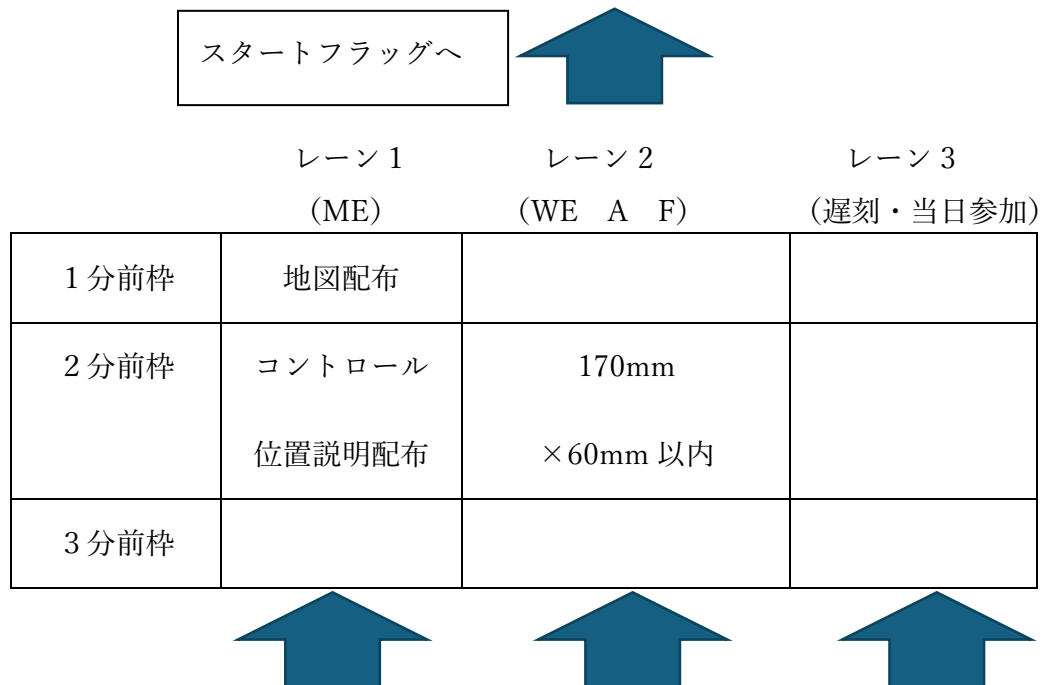 スタートフラッグへ
レーン1 レーン2 レーン3
(ME) (WE A F) (遅刻・当日参加)
1分前枠 地図配布
2分前枠 コントロール 170mm
位置説明配布 ×60mm 以内
3分前枠